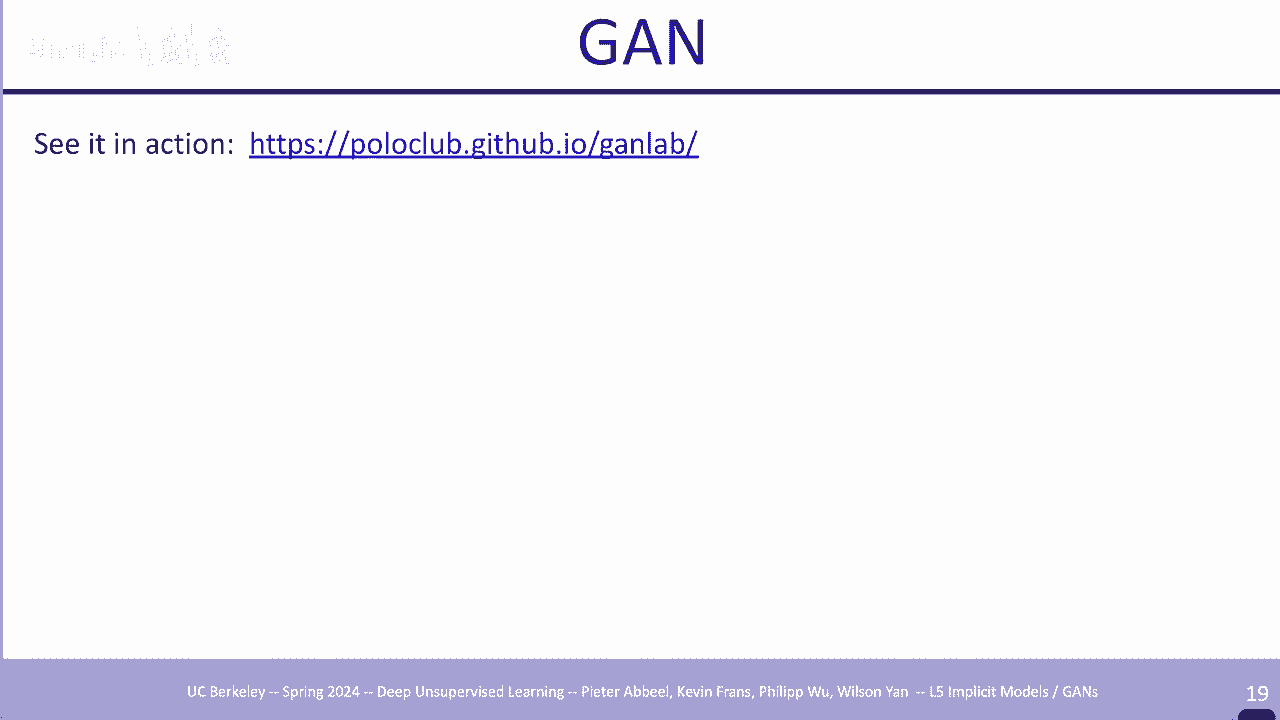 GAN
See it in action: https://poloclub.github.io/ganlab/
UC Berkeley -- Spring 2024 -- Deep Unsupervised Learning -- Pieter Abbeel, Kevin Frans, Philipp Wu, Wilson Yan -- L5 Implicit Models / GANs
19